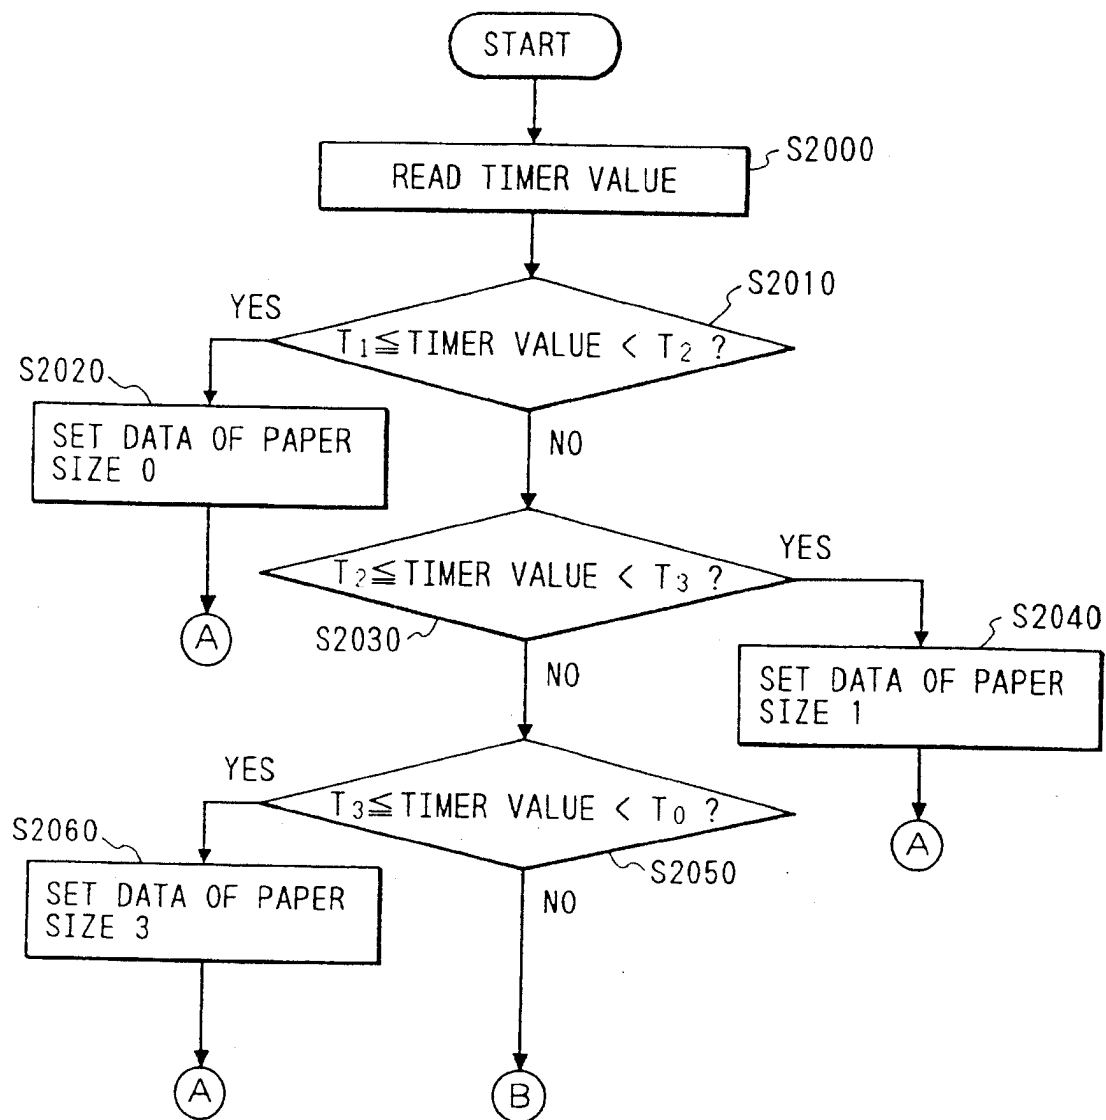 START
READ TIMER VALUE
S2000
S2010
YES
T1≦TIMER VALUE < T2 ?
S2020
SET DATA OF PAPER
SIZE 0
NO
YES
T2≦TIMER VALUE < T3 ?
S2030
S2040
A
NO
SET DATA OF PAPER
SIZE 1
YES
T3≦TIMER VALUE < T0 ?
S2060
A
S2050
SET DATA OF PAPER
SIZE 3
NO
A
B